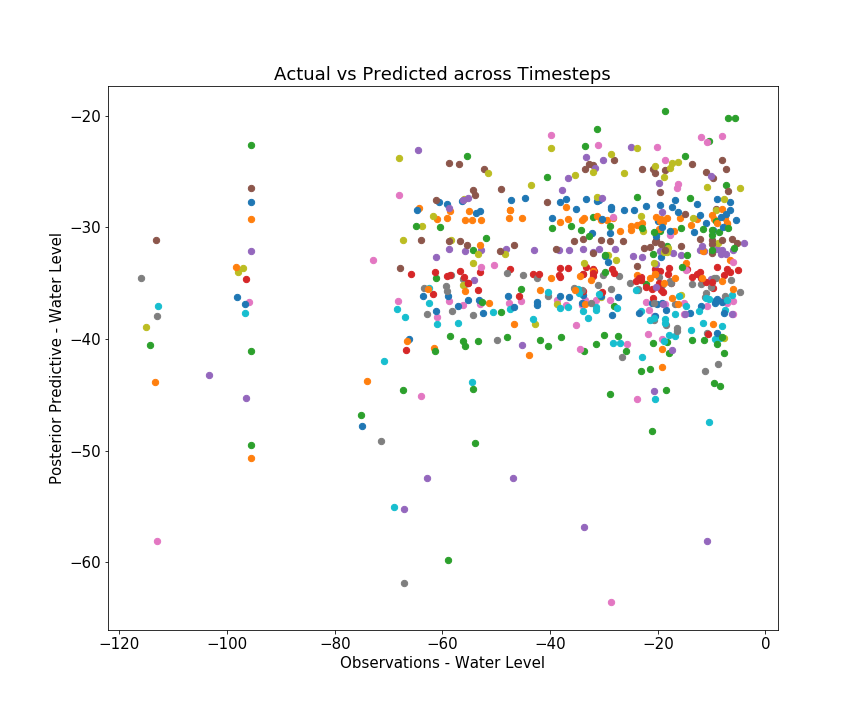 Actual vs Predicted across Timesteps
Posterior Predictive - Water Level
−20
−30
−40
−50
−60
−120 −100 −80 −60 −40 −20 0
Observations - Water Level